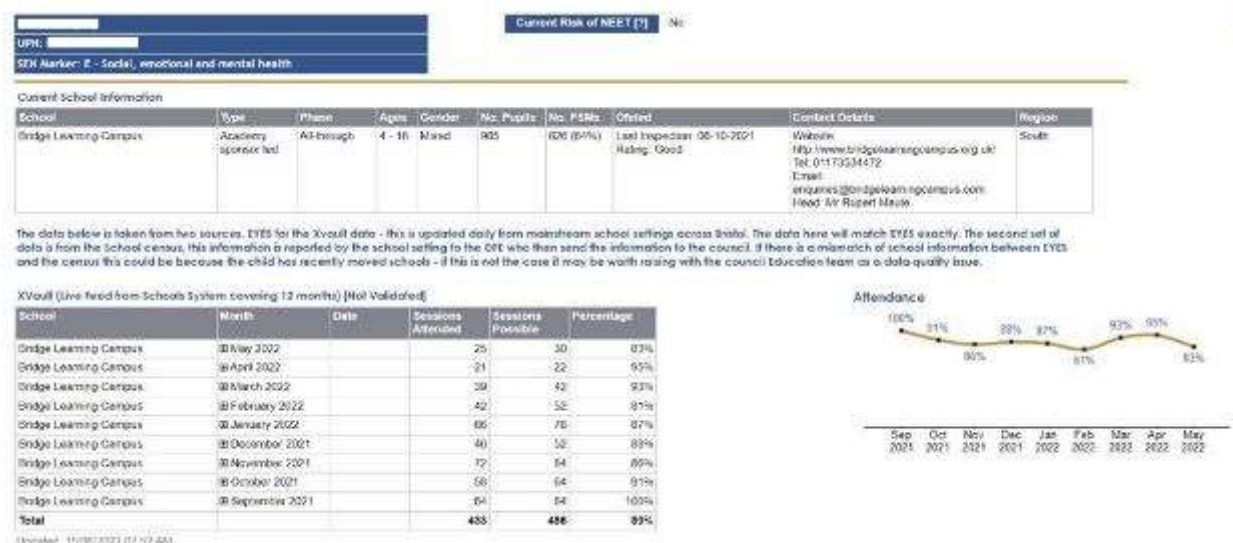 Current Risk of NEET [?] No
UPN:
SEN Marker: E - Social, emotional and mental health
Current School Information
School Type Phase Ages Gender No. Pupils No. FSMs Ofsted Contact Details Region
Bridge Learning Campus Academy All-through 4 - 16 Mixed (64%) Last Inspection: 06-10-2021 Website: South
sponsor led Rating: Good http://www.bridgelearningcampus.org.uk/
Tel: 01173534472
Email:
enquiries@bridgelearningcampus.com
Head: Mr Rupert
The data below is taken from two sources. EYES for the Xvault data - this is updated daily from mainstream school settings across Bristol. The data here will match EYES exactly. The second set of
data is from the School census, this information is reported by the school setting to the DFE who then send the information to the council. If there is a mismatch of school information between EYES
and the census this could be because the child has recently moved schools - if this is not the case it may be worth raising with the council Education team as a data quality issue.
XVault (Live Feed from Schools System covering 12 months) [Not Validated]
School Month Date Sessions Attended Sessions Possible Percentage
Bridge Learning Campus May 2022 25 30 83%
Bridge Learning Campus April 2022 21 22 95%
Bridge Learning Campus March 2022 39 42 93%
Bridge Learning Campus February 2022 42 52 81%
Bridge Learning Campus January 2022 66 76 87%
Bridge Learning Campus December 2021 46 52 88%
Bridge Learning Campus November 2021 72 84 86%
Bridge Learning Campus October 2021 58 64 91%
Bridge Learning Campus September 2021 64 64 100%
Total 433 486 89%
Attendance
100% 91% 86% 88% 87% 81% 93% 95% 83%
Sep 2021 Oct 2021 Nov 2021 Dec 2021 Jan 2022 Feb 2022 Mar 2022 Apr 2022 May 2022